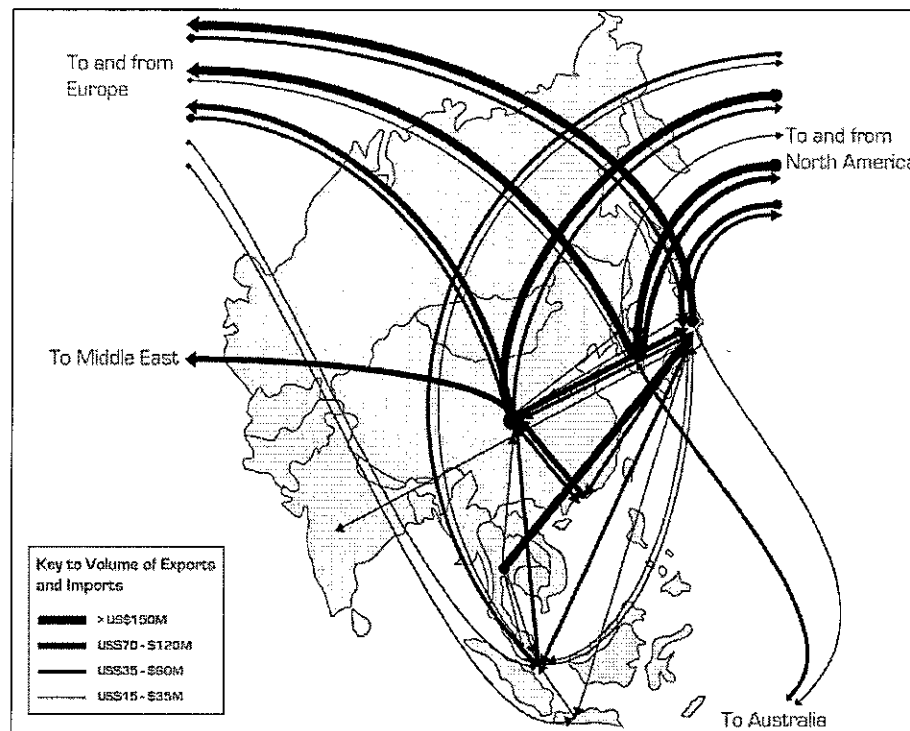 To and from
Europe
To and from
North America
To Middle East
Key to Volume of Exports
and Imports
> US$150M
US$70 - $120M
US$35 - $60M
US$15 - $35M
To Australia